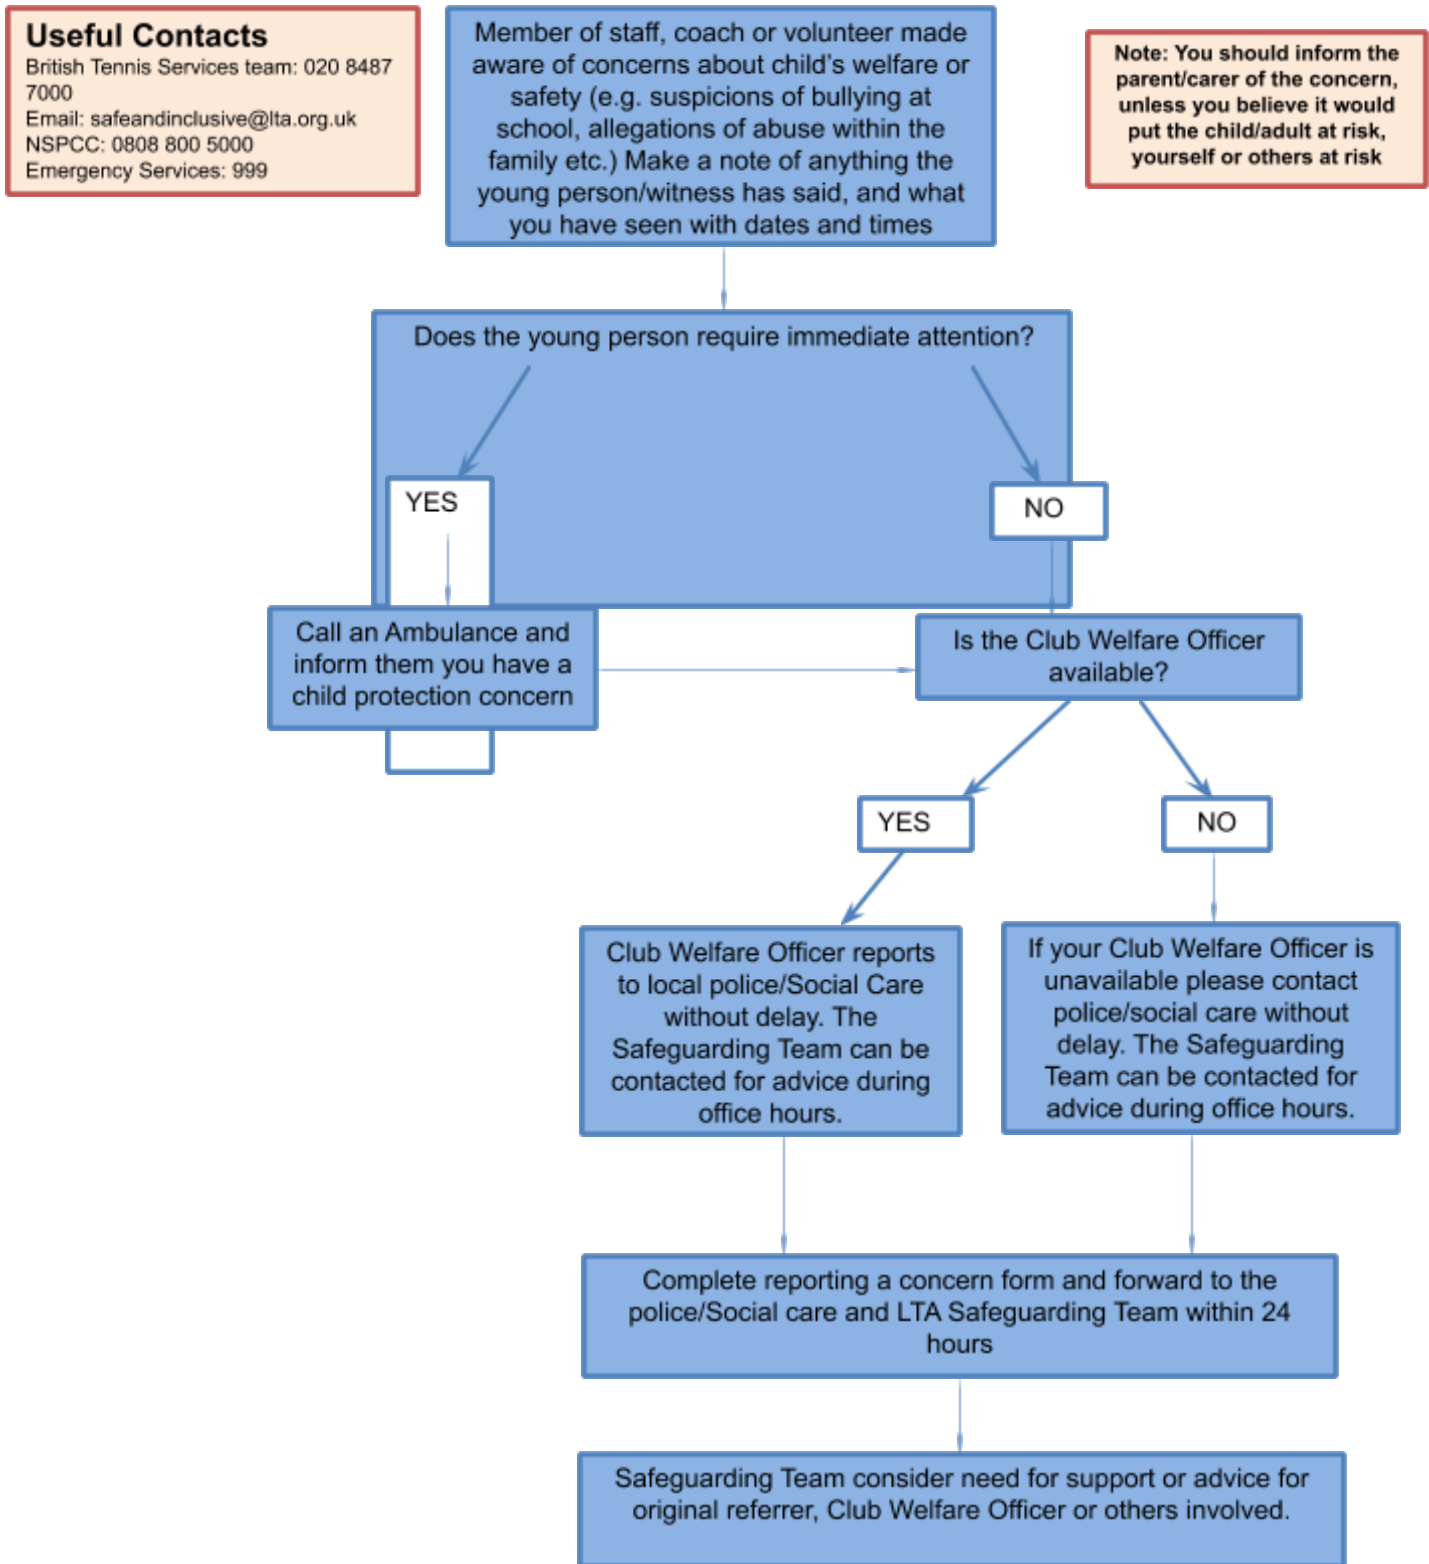 Useful Contacts
British Tennis Services team: 020 8487
7000
Email: safeandinclusive@lta.org.uk
NSPCC: 0808 800 5000
Emergency Services: 999
Member of staff, coach or volunteer made
aware of concerns about child's welfare or
safety (e.g. suspicions of bullying at
school, allegations of abuse within the
family etc.) Make a note of anything the
young person/witness has said, and what
you have seen with dates and times
Note: You should inform the
parent/carer of the concern,
unless you believe it would
put the child/adult at risk,
yourself or others at risk
Does the young person require immediate attention?
YES
NO
Call an Ambulance and
inform them you have a
child protection concern
Is the Club Welfare Officer
available?
YES
NO
Club Welfare Officer reports
to local police/Social Care
without delay. The
Safeguarding Team can be
contacted for advice during
office hours.
If your Club Welfare Officer is
unavailable please contact
police/social care without
delay. The Safeguarding
Team can be contacted for
advice during office hours.
Complete reporting a concern form and forward to the
police/Social care and LTA Safeguarding Team within 24
hours
Safeguarding Team consider need for support or advice for
original referrer, Club Welfare Officer or others involved.